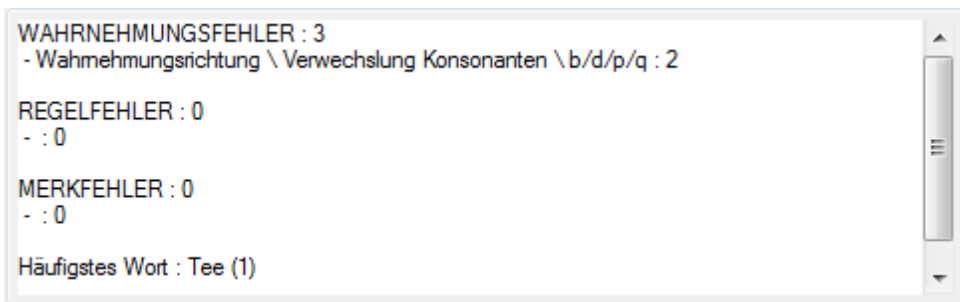 WAHRNEHMUNGSFEHLER : 3
- Wahrnehmungsrichtung \ Verwechslung Konsonanten \ b/d/p/q : 2
REGELFEHLER : 0
- : 0
MERKFEHLER : 0
- : 0
Häufigstes Wort : Tee (1)